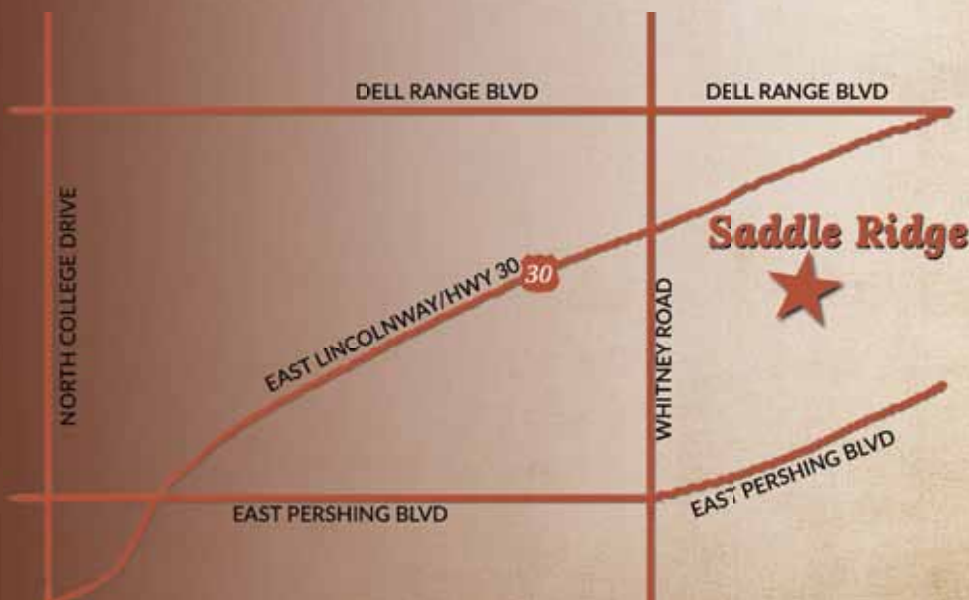 DELL RANGE BLVD
DELL RANGE BLVD
NORTH COLLEGE DRIVE
Saddle Ridge
EAST LINCOLNWAY/HWY 30
30
WHITNEY ROAD
EAST PERSHING BLVD
EAST PERSHING BLVD